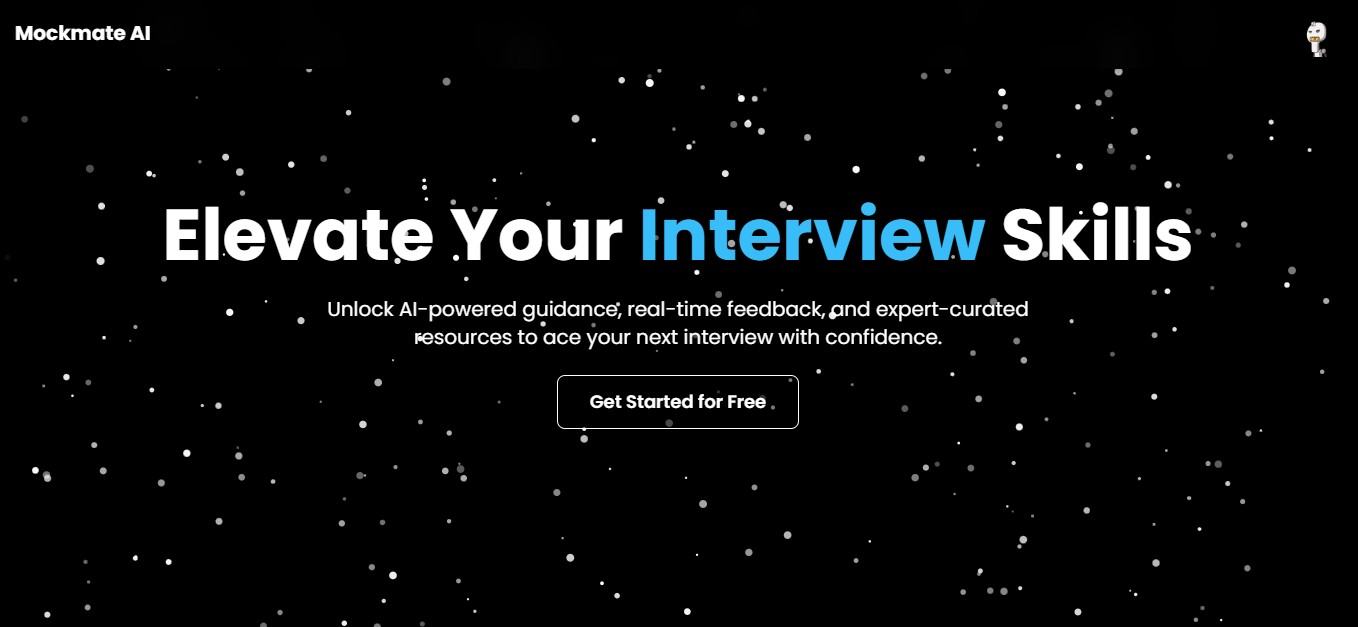 Mockmate AI
Elevate Your Interview Skills
Unlock AI-powered guidance, real-time feedback, and expert-curated
resources to ace your next interview with confidence.
Get Started for Free